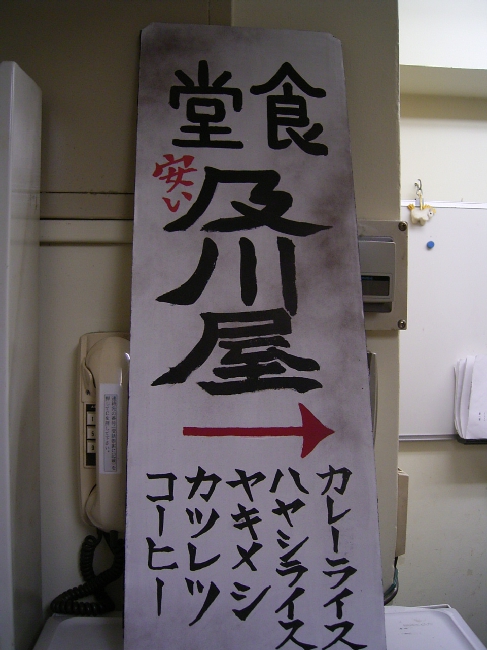 食堂
安い
及川屋
カレーライス
ハヤシライス
ヤキメシ
カツレツ
コーヒー